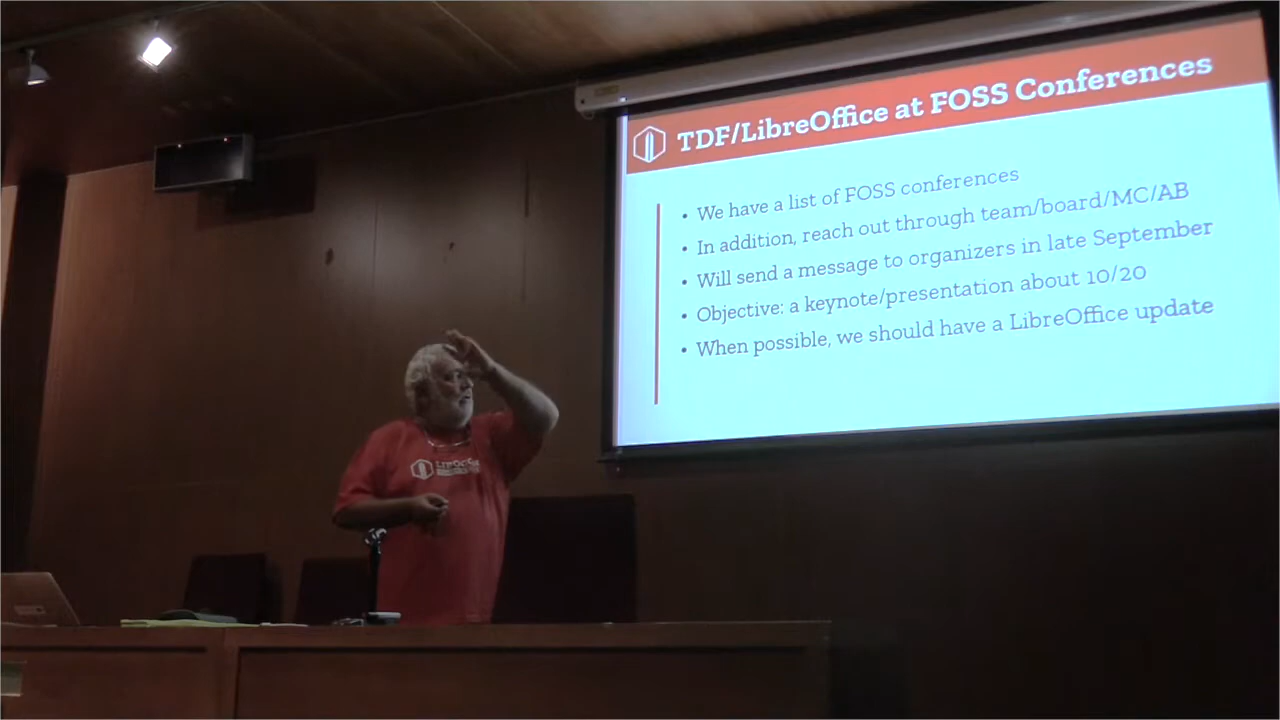 TDF/LibreOffice at FOSS Conferences
• We have a list of FOSS conferences
• In addition, reach out through team/board/MC/AB
• Will send a message to organizers in late September
• Objective: a keynote/presentation about 10/20
• When possible, we should have a LibreOffice update